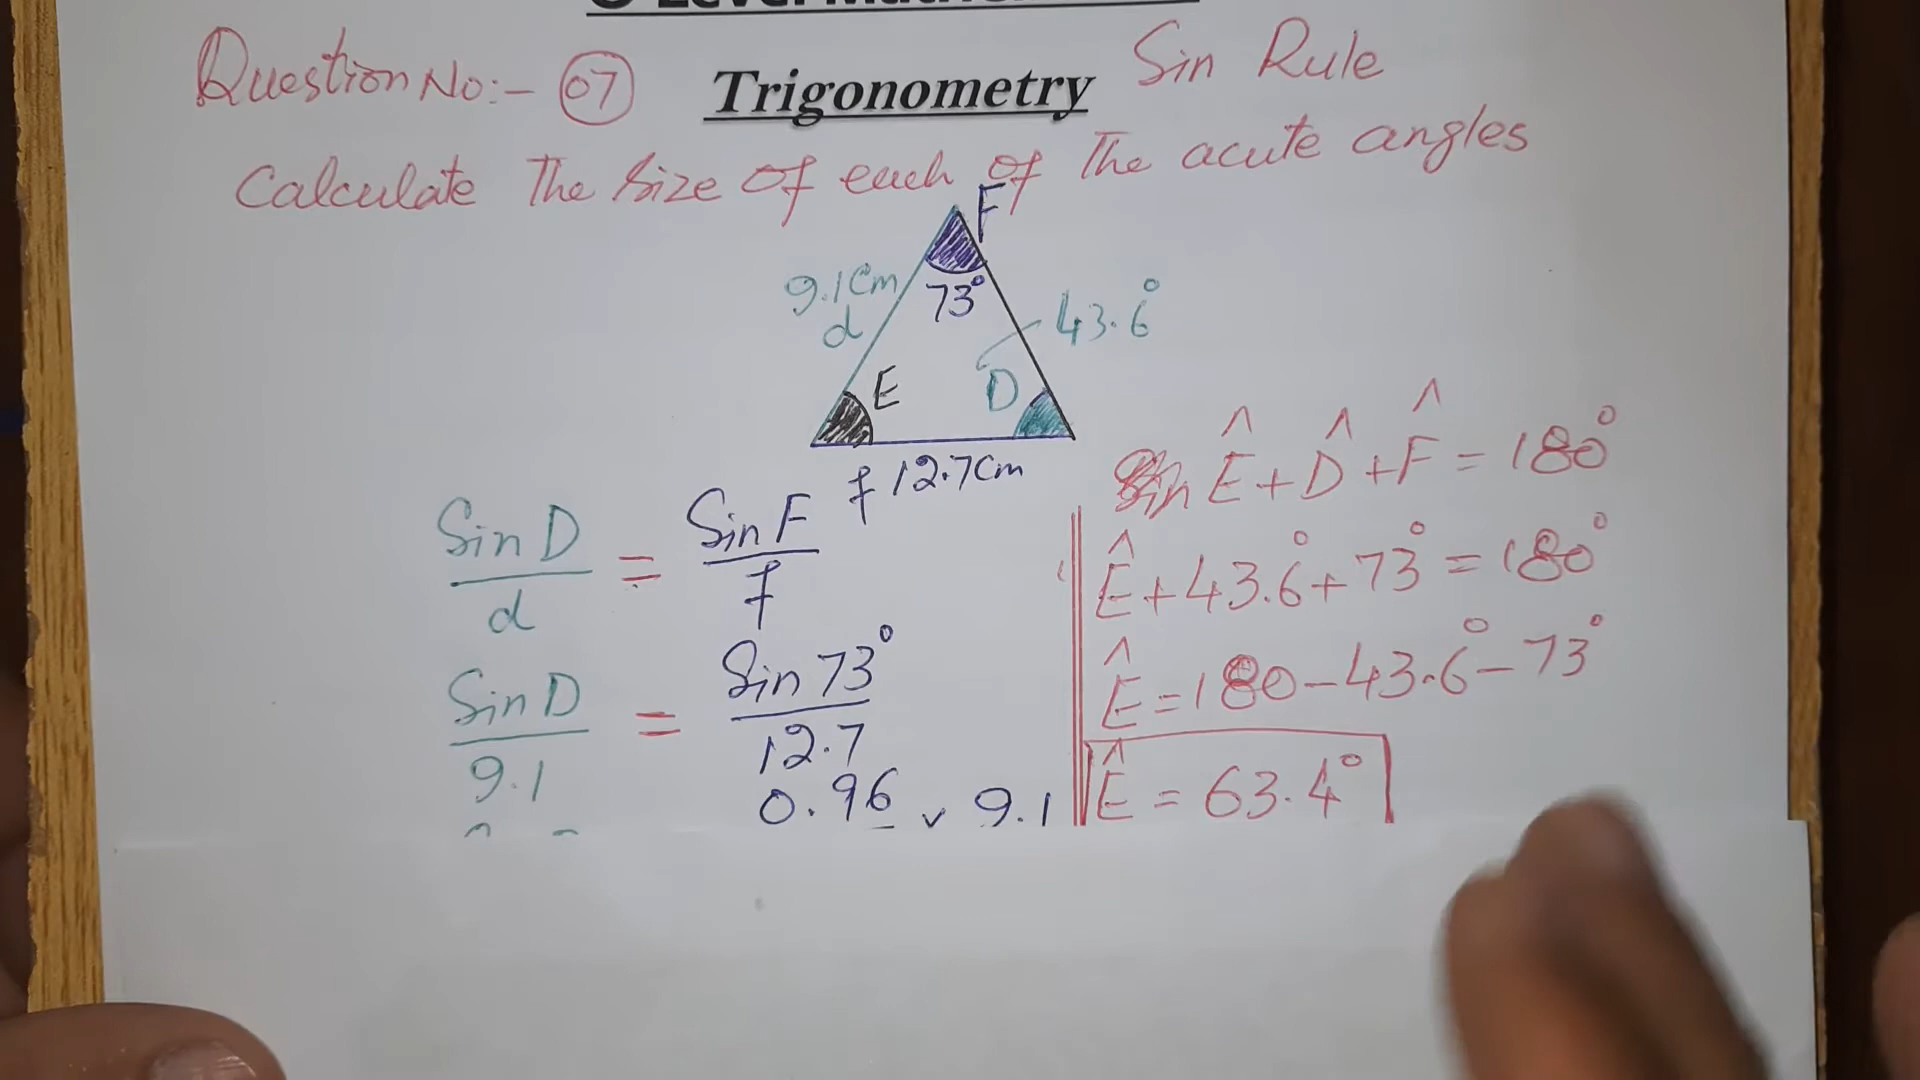 Question No:- 07
Trigonometry
Sin Rule
Calculate The Size Of each Of The acute angles
F
9.1cm
d
73°
43.6°
E
D
f 12.7cm
Sin D / d = Sin F / f
Sin D / 9.1 = Sin 73° / 12.7
0.96 × 9.1
Ê + D̂ + F̂ = 180°
Ê + 43.6° + 73° = 180°
Ê = 180 - 43.6° - 73°
Ê = 63.4°